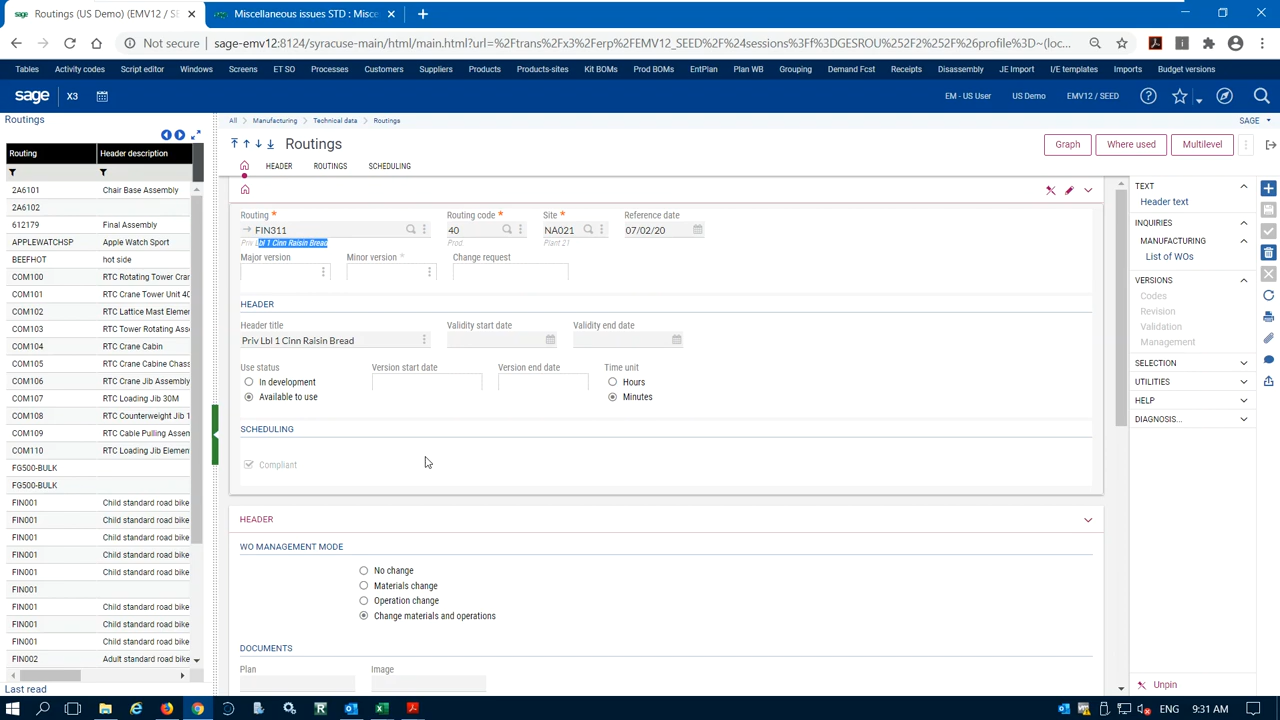 Routings (US Demo) (EMV12 / SE
Miscellaneous issues STD : Misce
Not secure
sage-emv12:8124/syracuse-main/html/main.html?url=%2Ftrans%2Fx3%2Ferp%2FEMV12_SEED%2F%24sessions%3Ff%3DGESROU%252F2%252F%26profile%3D~(loc...
Tables Activity codes Script editor Windows Screens ET SO Processes Customers Suppliers Products Products-sites Kit BOMs Prod BOMs EntPlan Plan WB Grouping Demand Fcst Receipts Disassembly JE Import I/E templates Imports Budget versions
sage X3
EM - US User US Demo EMV12 / SEED
Routings
All Manufacturing Technical data Routings
SAGE
Routings
Graph Where used Multilevel
HEADER ROUTINGS SCHEDULING
Routing Header description
2A6101 Chair Base Assembly
2A6102
612179 Final Assembly
APPLEWATCHSP Apple Watch Sport
BEEFHOT hot side
COM100 RTC Rotating Tower Cran
COM101 RTC Crane Tower Unit 40
COM102 RTC Lattice Mast Elemen
COM103 RTC Tower Rotating Asse
COM104 RTC Crane Cabin
COM105 RTC Crane Cabine Chass
COM106 RTC Crane Jib Assembly
COM107 RTC Loading Jib 30M
COM108 RTC Counterweight Jib 1
COM109 RTC Cable Pulling Assem
COM110 RTC Loading Jib Elemen
FG500-BULK
FG500-BULK
FIN001 Child standard road bike
FIN001 Child standard road bike
FIN001 Child standard road bike
FIN001 Child standard road bike
FIN001 Child standard road bike
FIN001
FIN001 Child standard road bike
FIN001 Child standard road bike
FIN001 Child standard road bike
FIN002 Adult standard road bike
Last read
Routing * Routing code * Site * Reference date
FIN311 40 NA021 07/02/20
Priv Lbl 1 Cinn Raisin Bread Prod. Plant 21
Major version Minor version * Change request
HEADER
Header title Validity start date Validity end date
Priv Lbl 1 Cinn Raisin Bread
Use status Version start date Version end date Time unit
In development Hours
Available to use Minutes
SCHEDULING
Compliant
HEADER
WO MANAGEMENT MODE
No change
Materials change
Operation change
Change materials and operations
DOCUMENTS
Plan Image
TEXT
Header text
INQUIRIES
MANUFACTURING
List of WOs
VERSIONS
Codes
Revision
Validation
Management
SELECTION
UTILITIES
HELP
DIAGNOSIS...
Unpin
ENG 9:31 AM